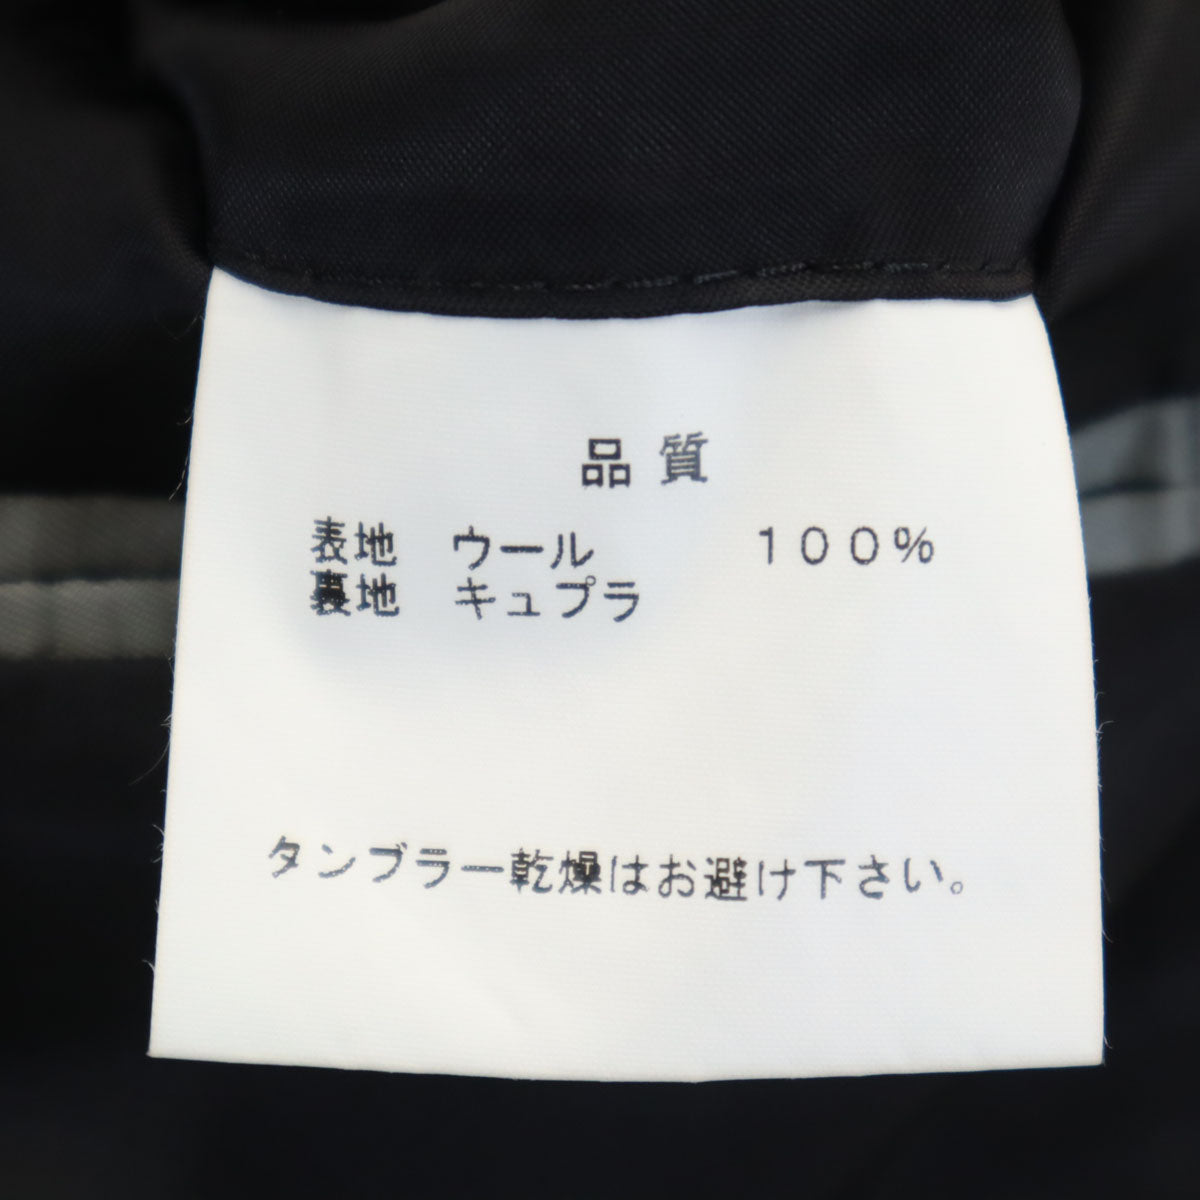 品質
表地 ウール 100%
裏地 キュプラ
タンブラー乾燥はお避け下さい。